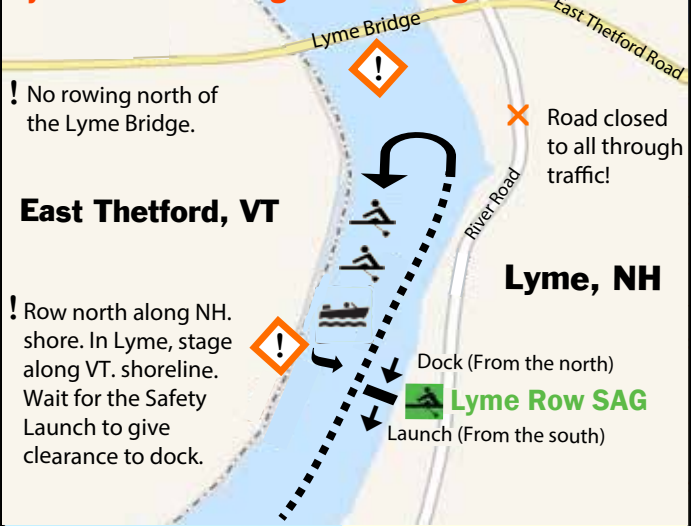 Lyme Bridge
East Thetford Road
! No rowing north of
the Lyme Bridge.
!
Road closed
to all through
traffic!
East Thetford, VT
River Road
Lyme, NH
! Row north along NH.
shore. In Lyme, stage
along VT. shoreline.
Wait for the Safety
Launch to give
clearance to dock.
!
Dock (From the north)
Lyme Row SAG
Launch (From the south)